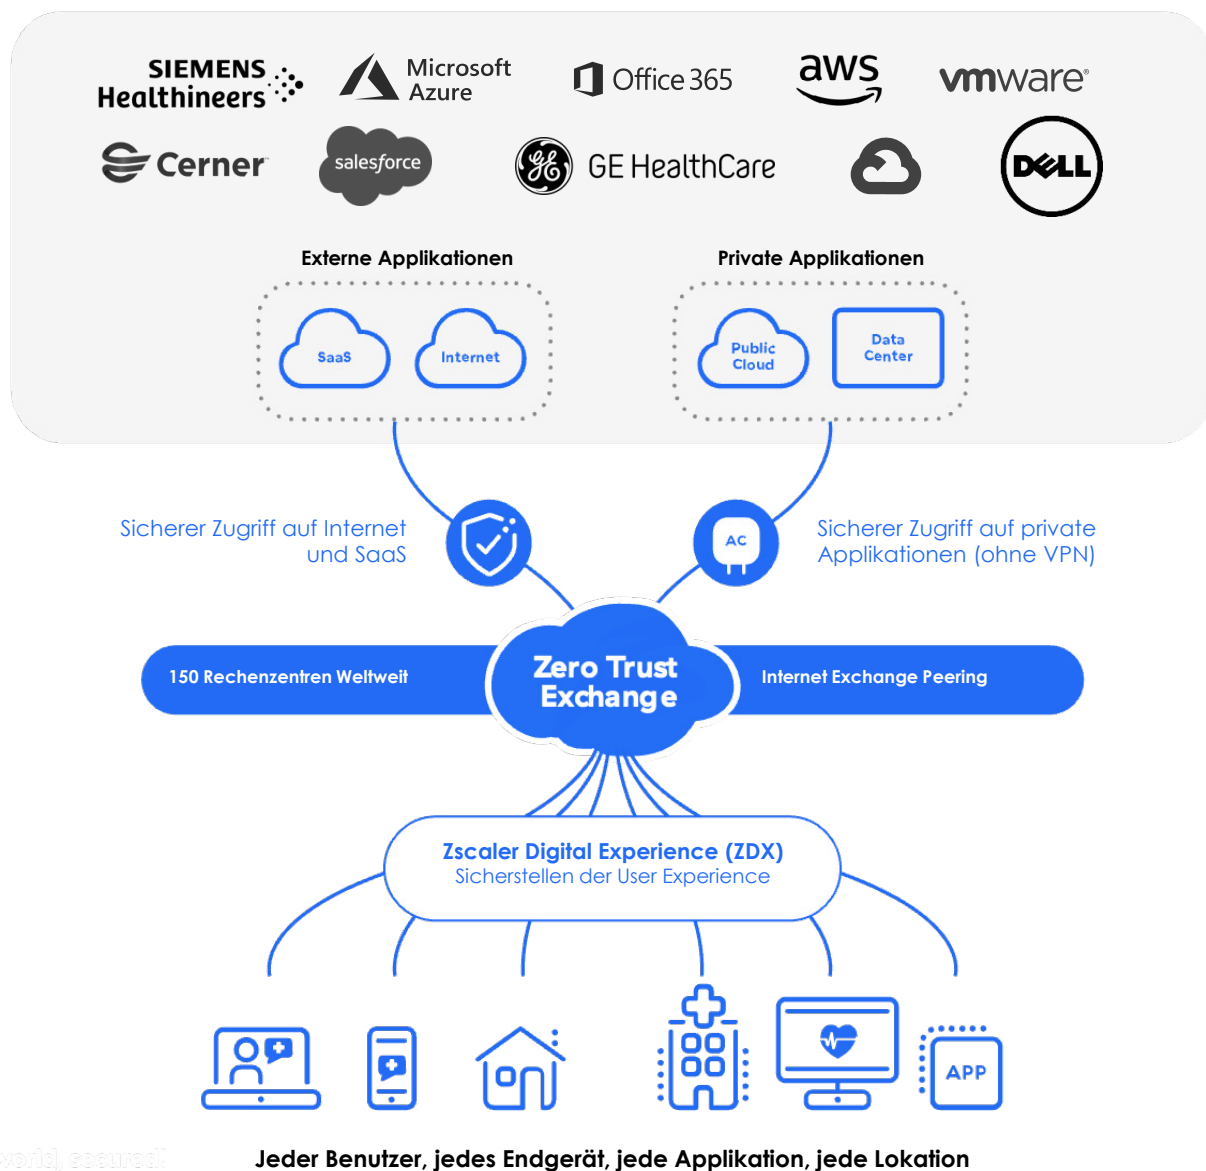 SIEMENS
Healthineers
Microsoft
Azure
Office 365
aws
vmware®
Cerner
salesforce
GE
GE HealthCare
DELL
Externe Applikationen
Private Applikationen
SaaS
Internet
Public
Cloud
Data
Center
Sicherer Zugriff auf Internet
und SaaS
AC
Sicherer Zugriff auf private
Applikationen (ohne VPN)
150 Rechenzentren Weltweit
Zero Trust
Exchange
Internet Exchange Peering
Zscaler Digital Experience (ZDX)
Sicherstellen der User Experience
APP
world, secured.
Jeder Benutzer, jedes Endgerät, jede Applikation, jede Lokation